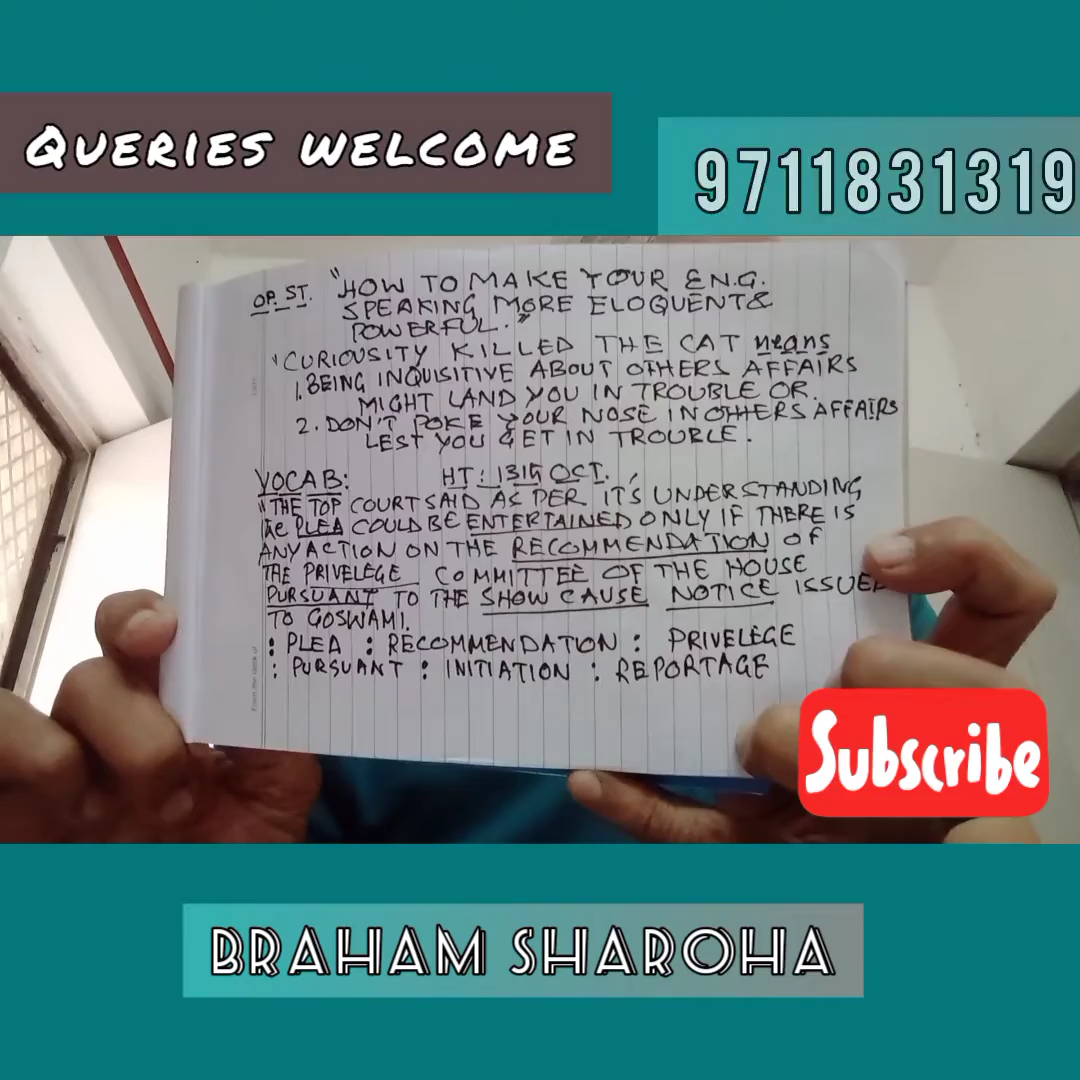 QUERIES WELCOME
9711831319
OP. ST. "HOW TO MAKE YOUR ENG.
SPEAKING MORE ELOQUENT &
POWERFUL."
"CURIOUSITY KILLED THE CAT means
1. BEING INQUISITIVE ABOUT OTHERS AFFAIRS
MIGHT LAND YOU IN TROUBLE OR.
2. DON'T POKE YOUR NOSE IN OTHERS AFFAIRS
LEST YOU GET IN TROUBLE.
VOCAB: HT: 13th OCT.
"THE TOP COURT SAID AS PER IT'S UNDERSTANDING
the PLEA COULD BE ENTERTAINED ONLY IF THERE IS
ANY ACTION ON THE RECOMMENDATION OF
THE PRIVELEGE COMMITTEE OF THE HOUSE
PURSUANT TO THE SHOW CAUSE NOTICE ISSUED
TO GOSWAMI.
: PLEA : RECOMMENDATION : PRIVELEGE
: PURSUANT : INITIATION : REPORTAGE
Subscribe
BRAHAM SHAROHA